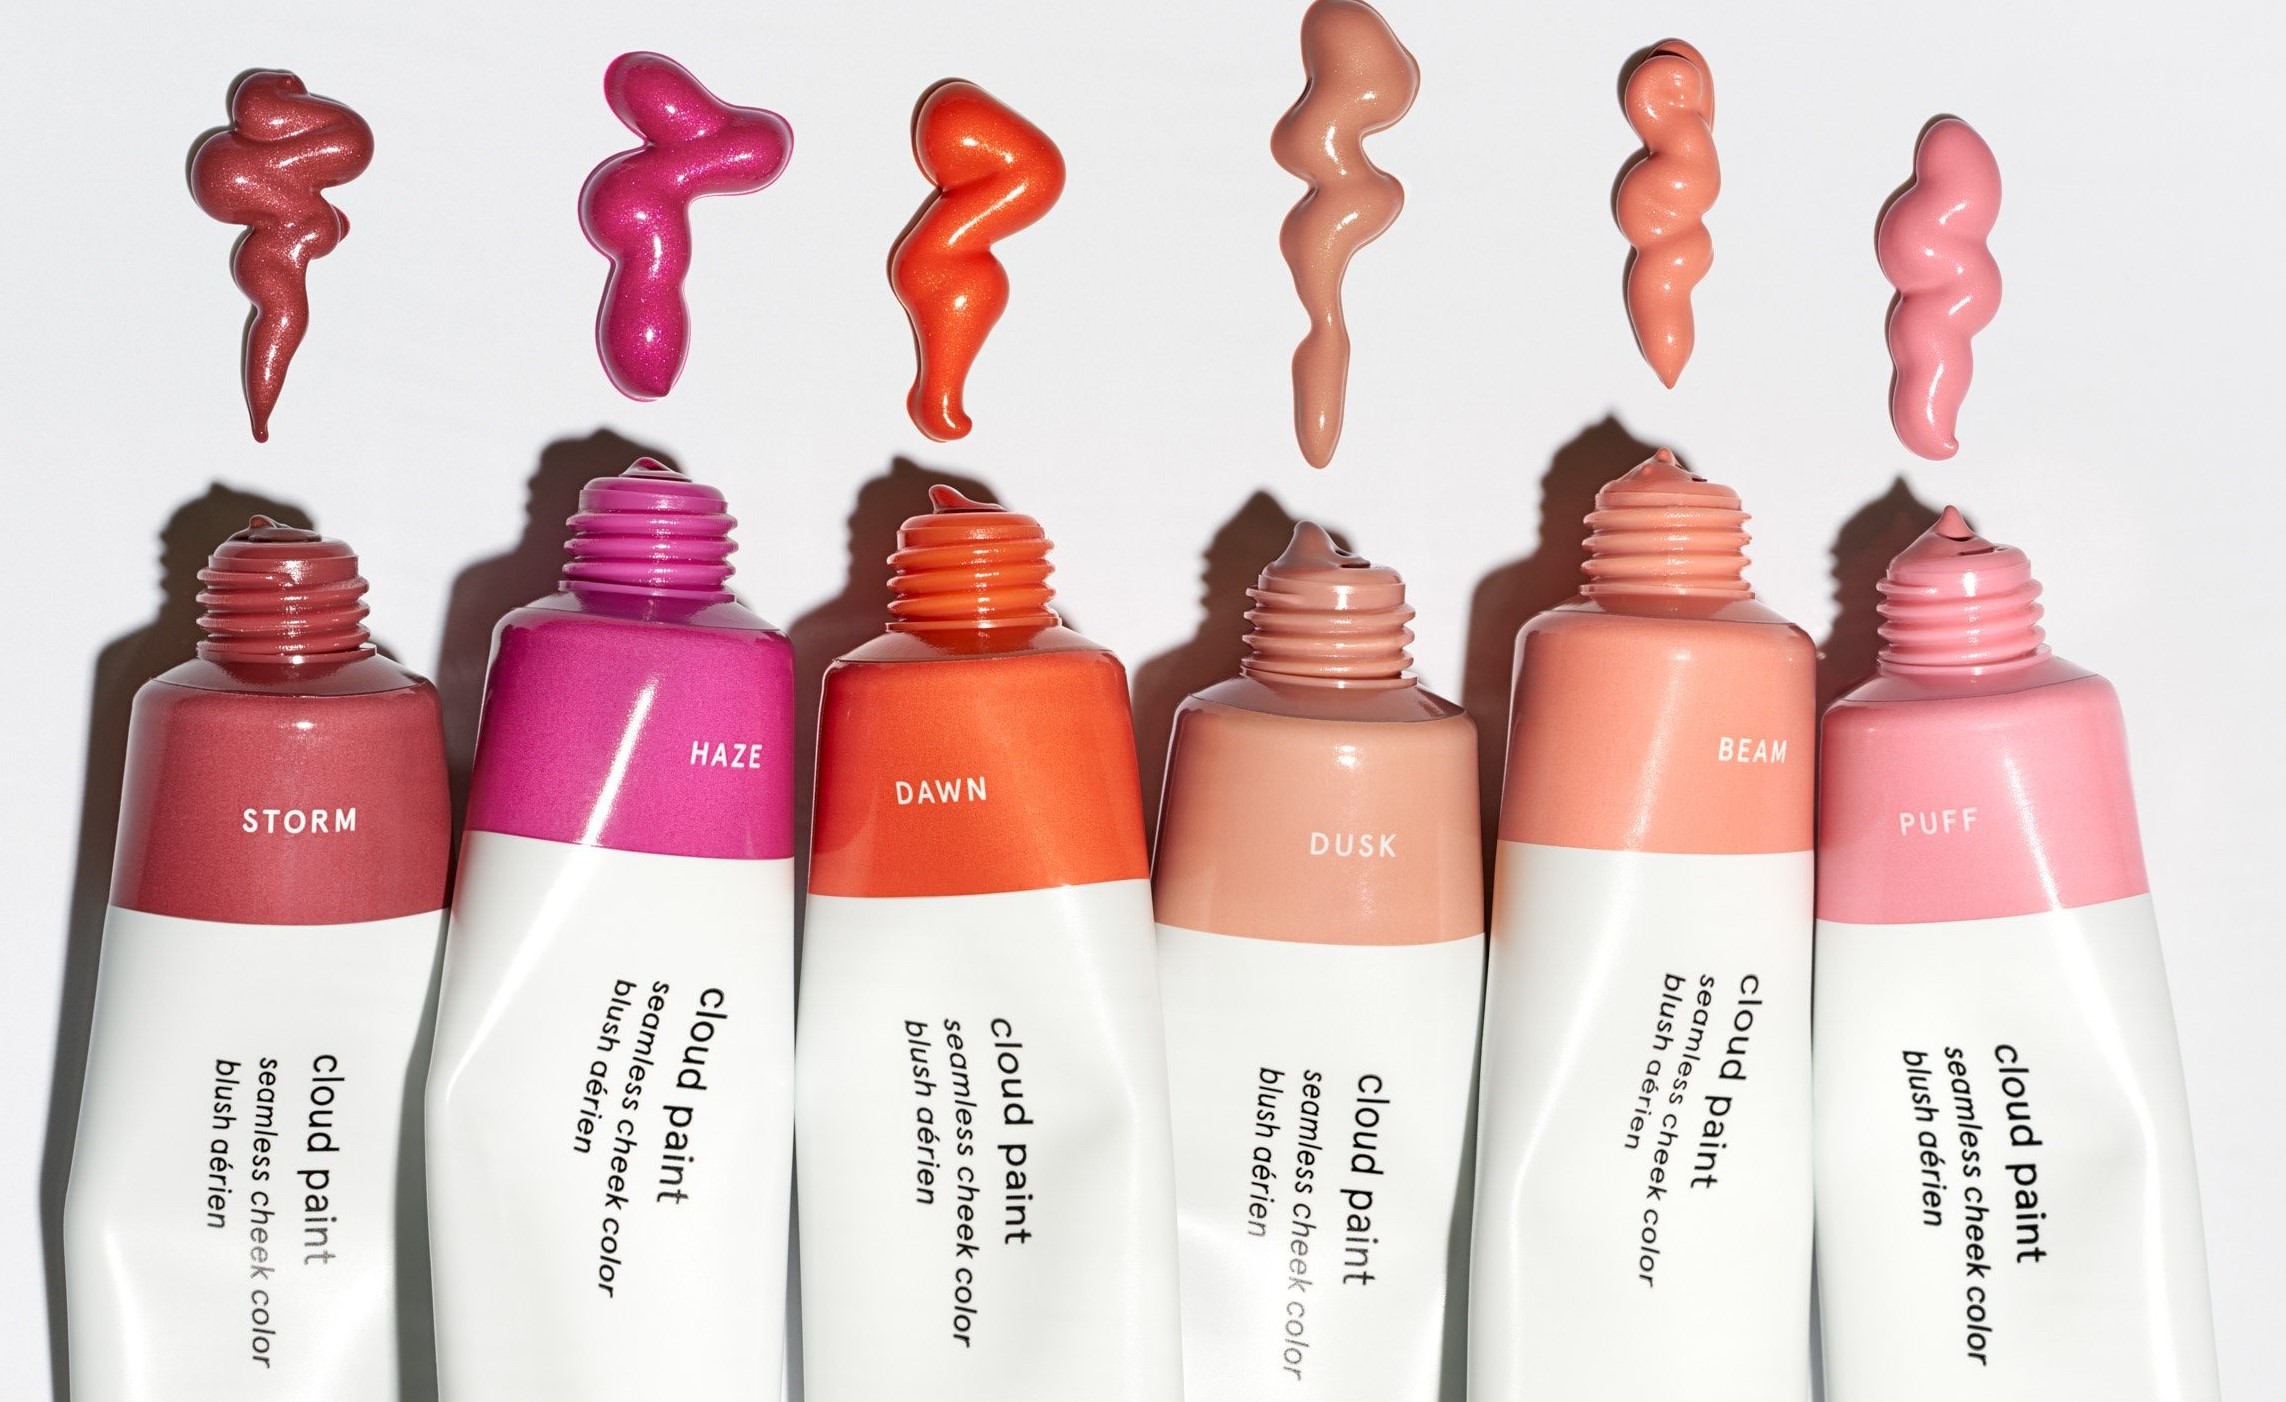 STORM
cloud paint
seamless cheek color
blush aérien
HAZE
cloud paint
seamless cheek color
blush aérien
DAWN
cloud paint
seamless cheek color
blush aérien
DUSK
cloud paint
seamless cheek color
blush aérien
BEAM
cloud paint
seamless cheek color
blush aérien
PUFF
cloud paint
seamless cheek color
blush aérien